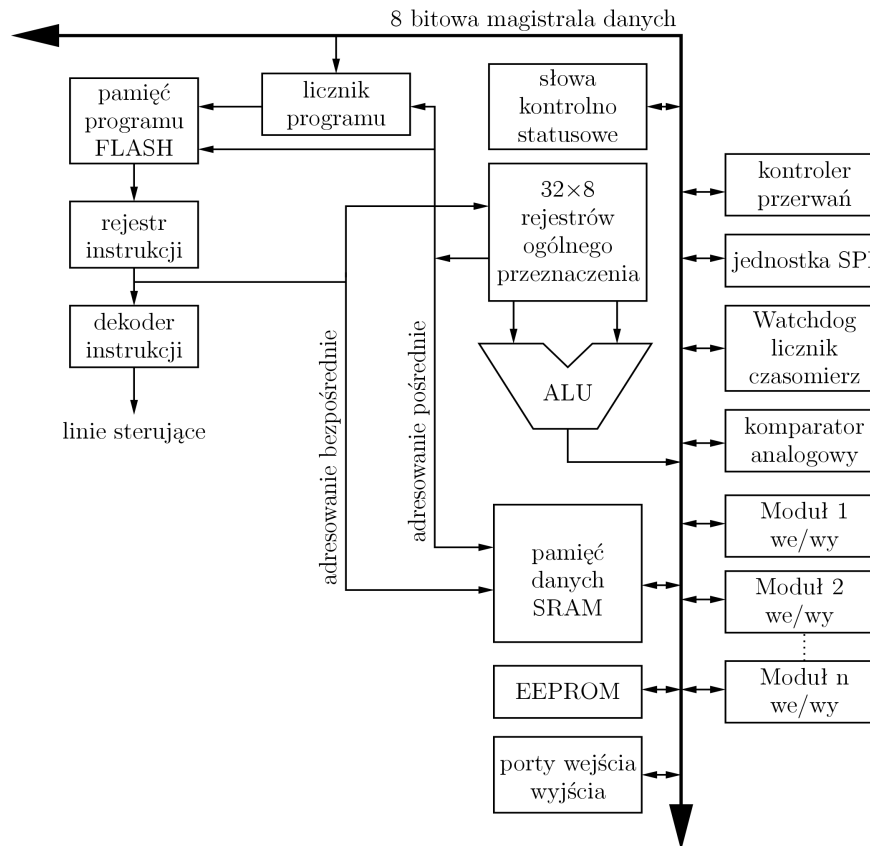 8 bitowa magistrala danych
pamięć
programu
FLASH
licznik
programu
słowa
kontrolno
statusowe
rejestr
instrukcji
32×8
rejestrów
ogólnego
przeznaczenia
kontroler
przerwań
jednostka SPI
dekoder
instrukcji
linie sterujące
adresowanie bezpośrednie
adresowanie pośrednie
ALU
Watchdog
licznik
czasomierz
komparator
analogowy
pamięć
danych
SRAM
Moduł 1
we/wy
Moduł 2
we/wy
EEPROM
Moduł n
we/wy
porty wejścia
wyjścia